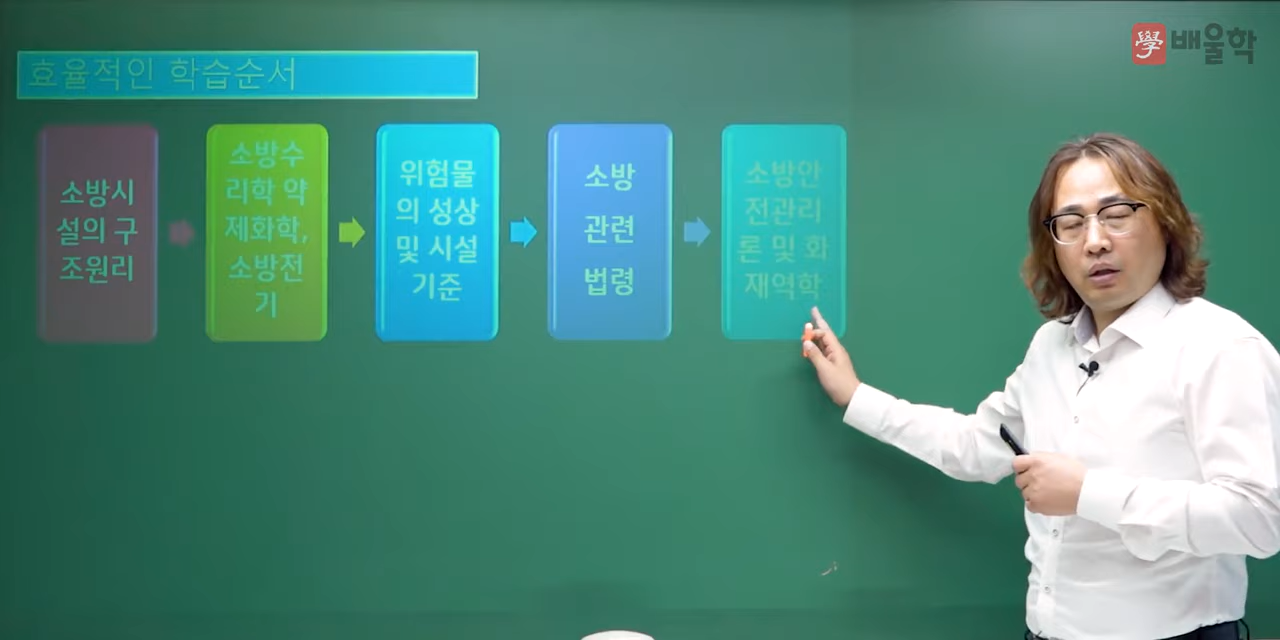 學 배울학
효율적인 학습순서
소방시
설의 구
조원리
소방수
리학 약
제화학,
소방전
기
위험물
의 성상
및 시설
기준
소방
관련
법령
소방안
전관리
론 및 화
재역학